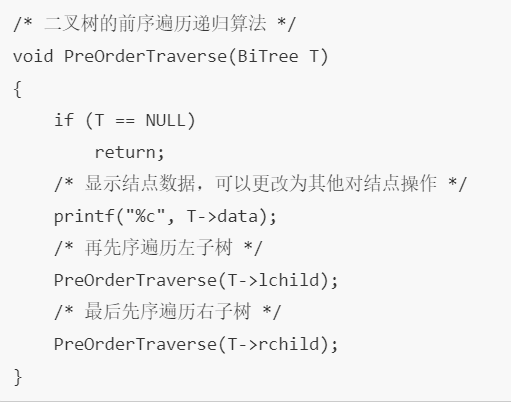 /* 二叉树的前序遍历递归算法 */
void PreOrderTraverse(BiTree T)
{
    if (T == NULL)
        return;
    /* 显示结点数据，可以更改为其他对结点操作 */
    printf("%c", T->data);
    /* 再先序遍历左子树 */
    PreOrderTraverse(T->lchild);
    /* 最后先序遍历右子树 */
    PreOrderTraverse(T->rchild);
}